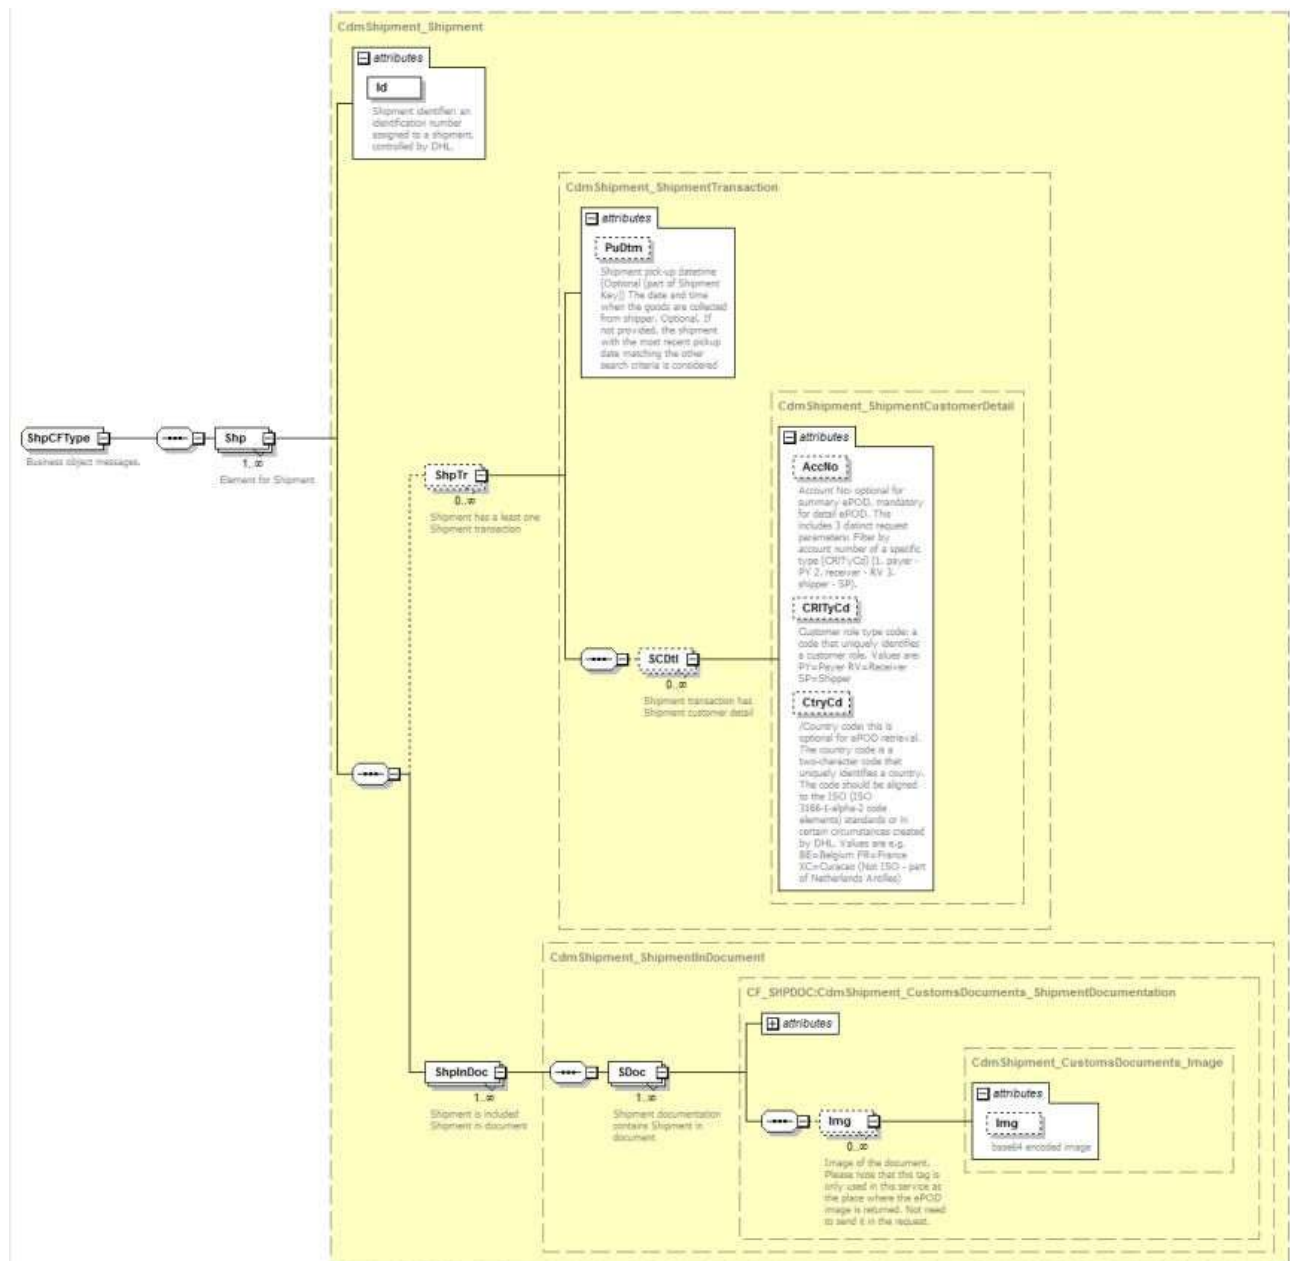 CdmShipment_Shipment
attributes
Id
Shipment identifier: an
identification number
assigned to a shipment,
controlled by DHL.
CdmShipment_ShipmentTransaction
attributes
PuDtm
Shipment pick-up datetime
(Optional (part of Shipment
Key)) The date and time
when the goods are collected
from shipper. Optional. If
not provided, the shipment
with the most recent pickup
date matching the other
search criteria is considered
CdmShipment_ShipmentCustomerDetail
attributes
AccNo
Account No: optional for
summary ePOD, mandatory
for detail ePOD. This
includes 3 distinct request
parameters: Filter by
account number of a specific
type (CRlTyCd) (1. payer -
PY 2. receiver - RV 3.
shipper - SP).
CRlTyCd
Customer role type code: a
code that uniquely identifies
a customer role. Values are:
PY=Payer RV=Receiver
SP=Shipper
CtryCd
/Country code: this is
optional for ePOD retrieval.
The country code is a
two-character code that
uniquely identifies a country.
The code should be aligned
to the ISO (ISO
3166-1-alpha-2 code
elements) standards or in
certain circumstances created
by DHL. Values are e.g.
BE=Belgium FR=France
XC=Curacao (Not ISO - part
of Netherlands Antilles)
ShpCFType
Business object messages.
Shp
1..∞
Element for Shipment
ShpTr
0..∞
Shipment has a least one
Shipment transaction
SCDtl
0..∞
Shipment transaction has
Shipment customer detail
CdmShipment_ShipmentInDocument
CF_SHPDOC:CdmShipment_CustomsDocuments_ShipmentDocumentation
attributes
CdmShipment_CustomsDocuments_Image
attributes
Img
base64 encoded image
ShpInDoc
1..∞
Shipment is included
Shipment in document
SDoc
1..∞
Shipment documentation
contains Shipment in
document
Img
0..∞
Image of the document.
Please note that this tag is
only used in this service as
the place where the ePOD
image is returned. Not need
to send it in the request.